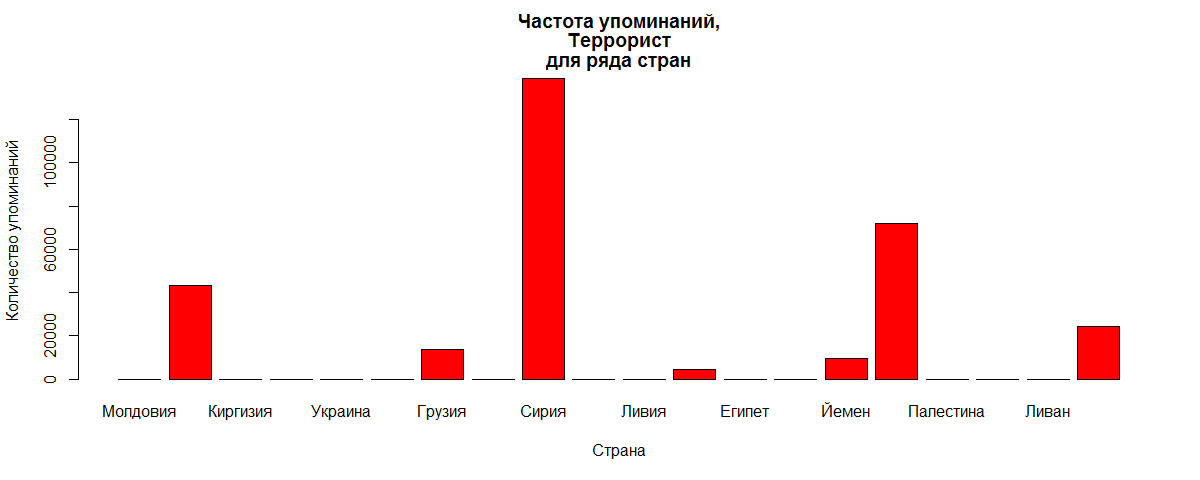 Частота упоминаний,
Террорист
для ряда стран
Количество упоминаний
100000
60000
20000
0
Молдовия Киргизия Украина Грузия Сирия Ливия Египет Йемен Палестина Ливан
Страна